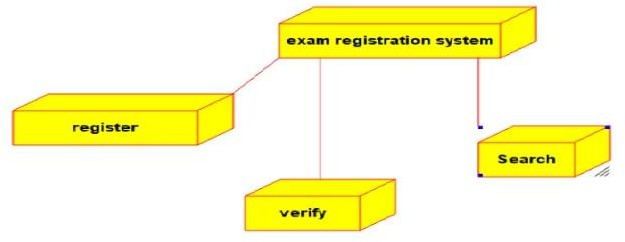 exam registration system
register
Search
verify